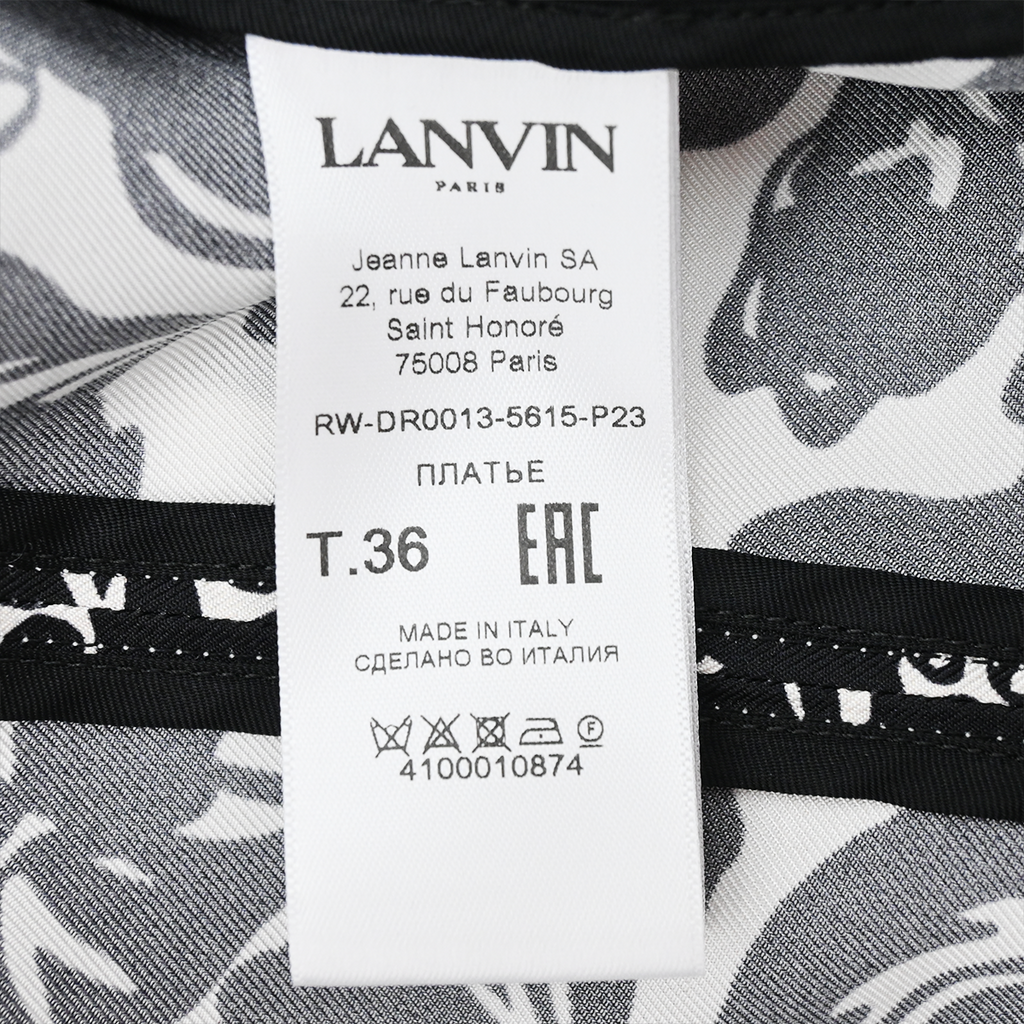 LANVIN
PARIS
Jeanne Lanvin SA
22, rue du Faubourg
Saint Honoré
75008 Paris
RW-DR0013-5615-P23
ПЛАТЬЕ
T.36 EAC
MADE IN ITALY
СДЕЛАНО ВО ИТАЛИЯ
F
4100010874